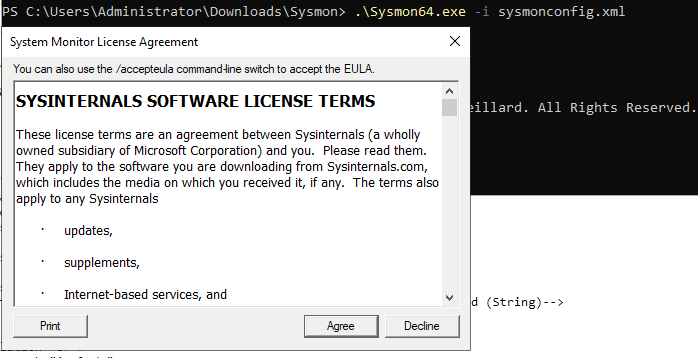 PS C:\Users\Administrator\Downloads\Sysmon> .\Sysmon64.exe -i sysmonconfig.xml
System Monitor License Agreement
You can also use the /accepteula command-line switch to accept the EULA.
SYSINTERNALS SOFTWARE LICENSE TERMS
These license terms are an agreement between Sysinternals (a wholly
owned subsidiary of Microsoft Corporation) and you. Please read them.
They apply to the software you are downloading from Sysinternals.com,
which includes the media on which you received it, if any. The terms also
apply to any Sysinternals
· updates,
· supplements,
· Internet-based services, and
Print
Agree
Decline
eillard. All Rights Reserved.
d (String)-->